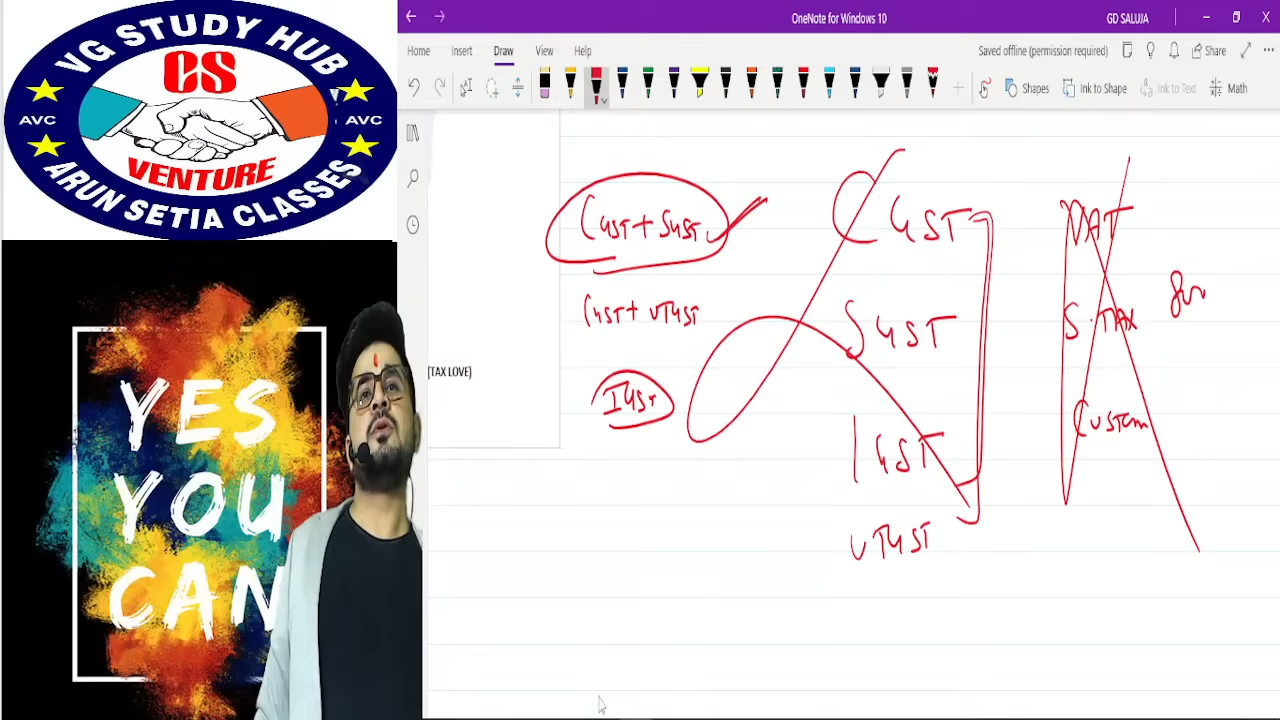 VG STUDY HUB
CS
AVC
AVC
VENTURE
ARUN SETIA CLASSES
YES
YOU
CAN
OneNote for Windows 10
GD SALUJA
Home
Insert
Draw
View
Help
Saved offline (permission required)
Share
Shapes
Ink to Shape
Ink to Text
Math
(TAX LOVE)
CGST + SGST
CGST + UTGST
IGST
CGST
SGST
IGST
UTGST
VAT
S. TAX
Custom